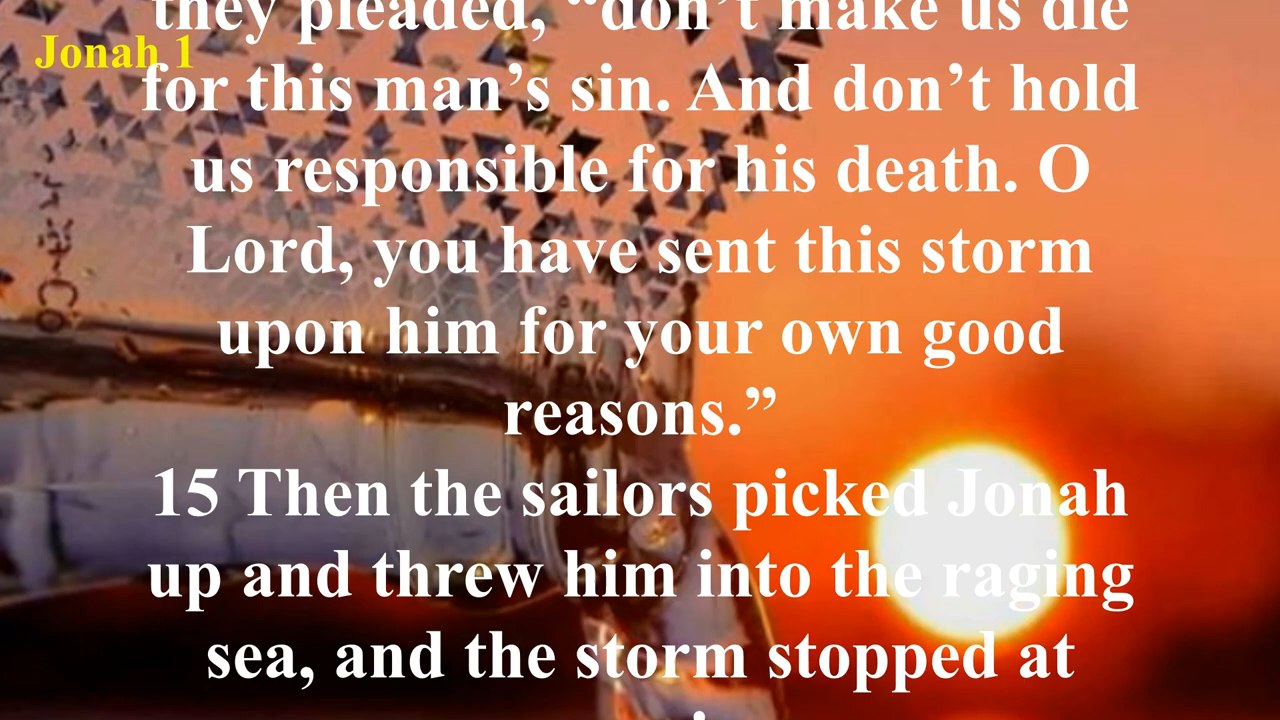 they pleaded, “don’t make us die
Jonah 1
for this man’s sin. And don’t hold
us responsible for his death. O
Lord, you have sent this storm
upon him for your own good
reasons.”
15 Then the sailors picked Jonah
up and threw him into the raging
sea, and the storm stopped at